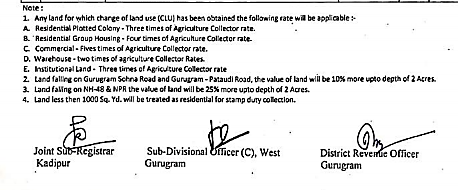 Note :
1. Any land for which change of land use (CLU) has been obtained the following rate will be applicable :-
A. Residential Plotted Colony - Three times of Agriculture Collector rate.
B. Residential Group Housing - Four times of Agriculture Collector rate.
C. Commercial - Fives times of Agriculture Collector rate.
D. Warehouse - two times of Agriculture Collector Rates.
E. Institutional Land - Three times of Agriculture Collector rate
2. Land falling on Gurugram Sohna Road and Gurugram - Pataudi Road, the value of land will be 10% more upto depth of 2 Acres.
3. Land falling on NH-48 & NPR the value of land will be 25% more upto depth of 2 Acres.
4. Land less then 1000 Sq. Yd. will be treated as residential for stamp duty collection.
Joint Sub-Registrar
Kadipur
Sub-Divisional Officer (C), West
Gurugram
District Revenue Officer
Gurugram